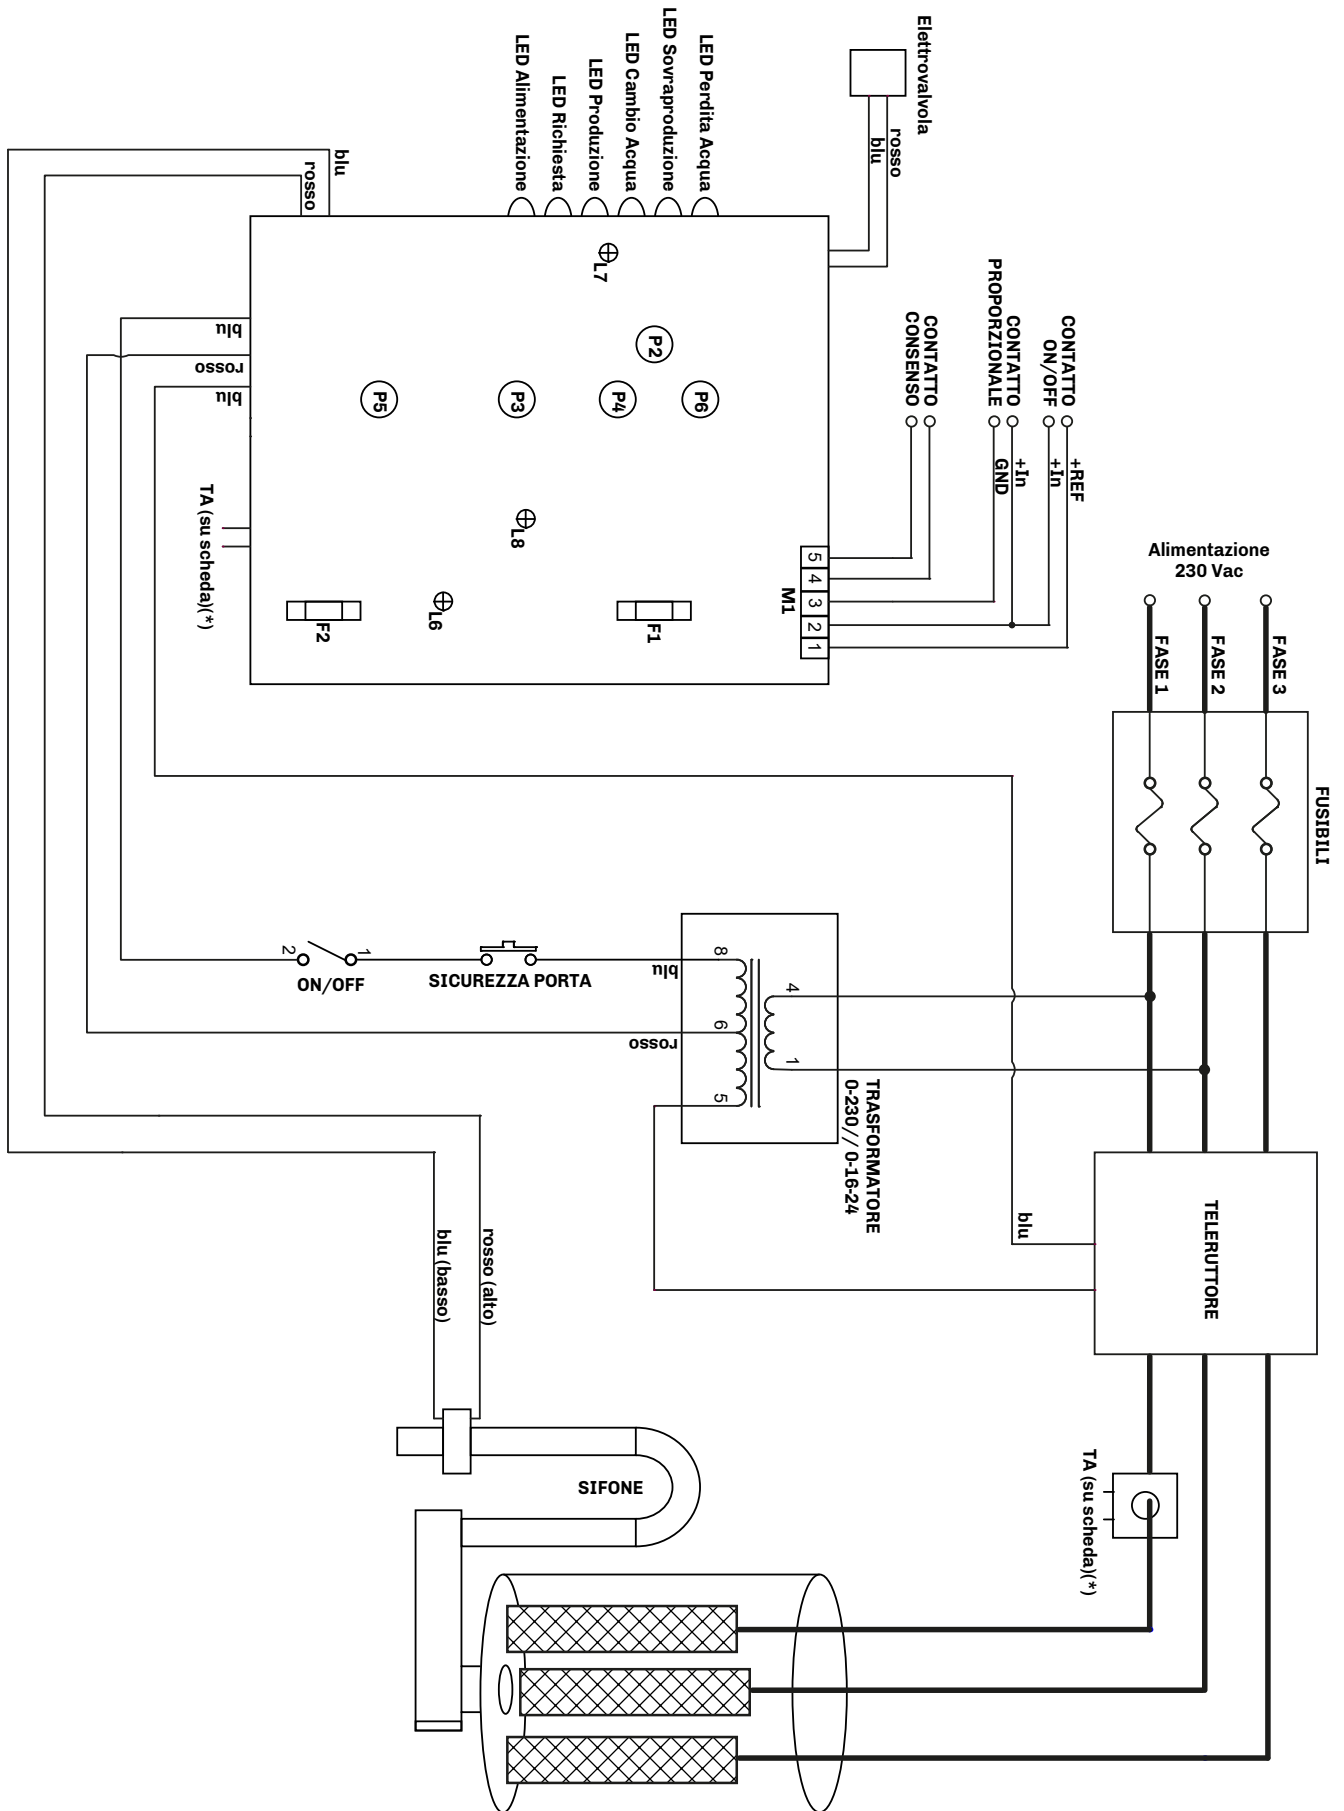 Elettrovalvola
rosso
blu
LED Perdita Acqua
LED Sovraproduzione
LED Cambio Acqua
LED Produzione
LED Richiesta
LED Alimentazione
blu
rosso
L7
P2
P6
P4
P3
P5
L8
L6
F1
F2
blu
rosso
blu
TA (su scheda)(*)
CONTATTO
ON/OFF
CONTATTO
PROPORZIONALE
CONTATTO
CONSENSO
+REF
+In
+In
GND
M1
5
4
3
2
1
Alimentazione
230 Vac
FASE 1
FASE 2
FASE 3
FUSIBILI
2
1
ON/OFF
SICUREZZA PORTA
blu
rosso
8
6
5
4
1
TRASFORMATORE
0-230 // 0-16-24
blu
TELERUTTORE
rosso (alto)
blu (basso)
SIFONE
TA (su scheda)(*)